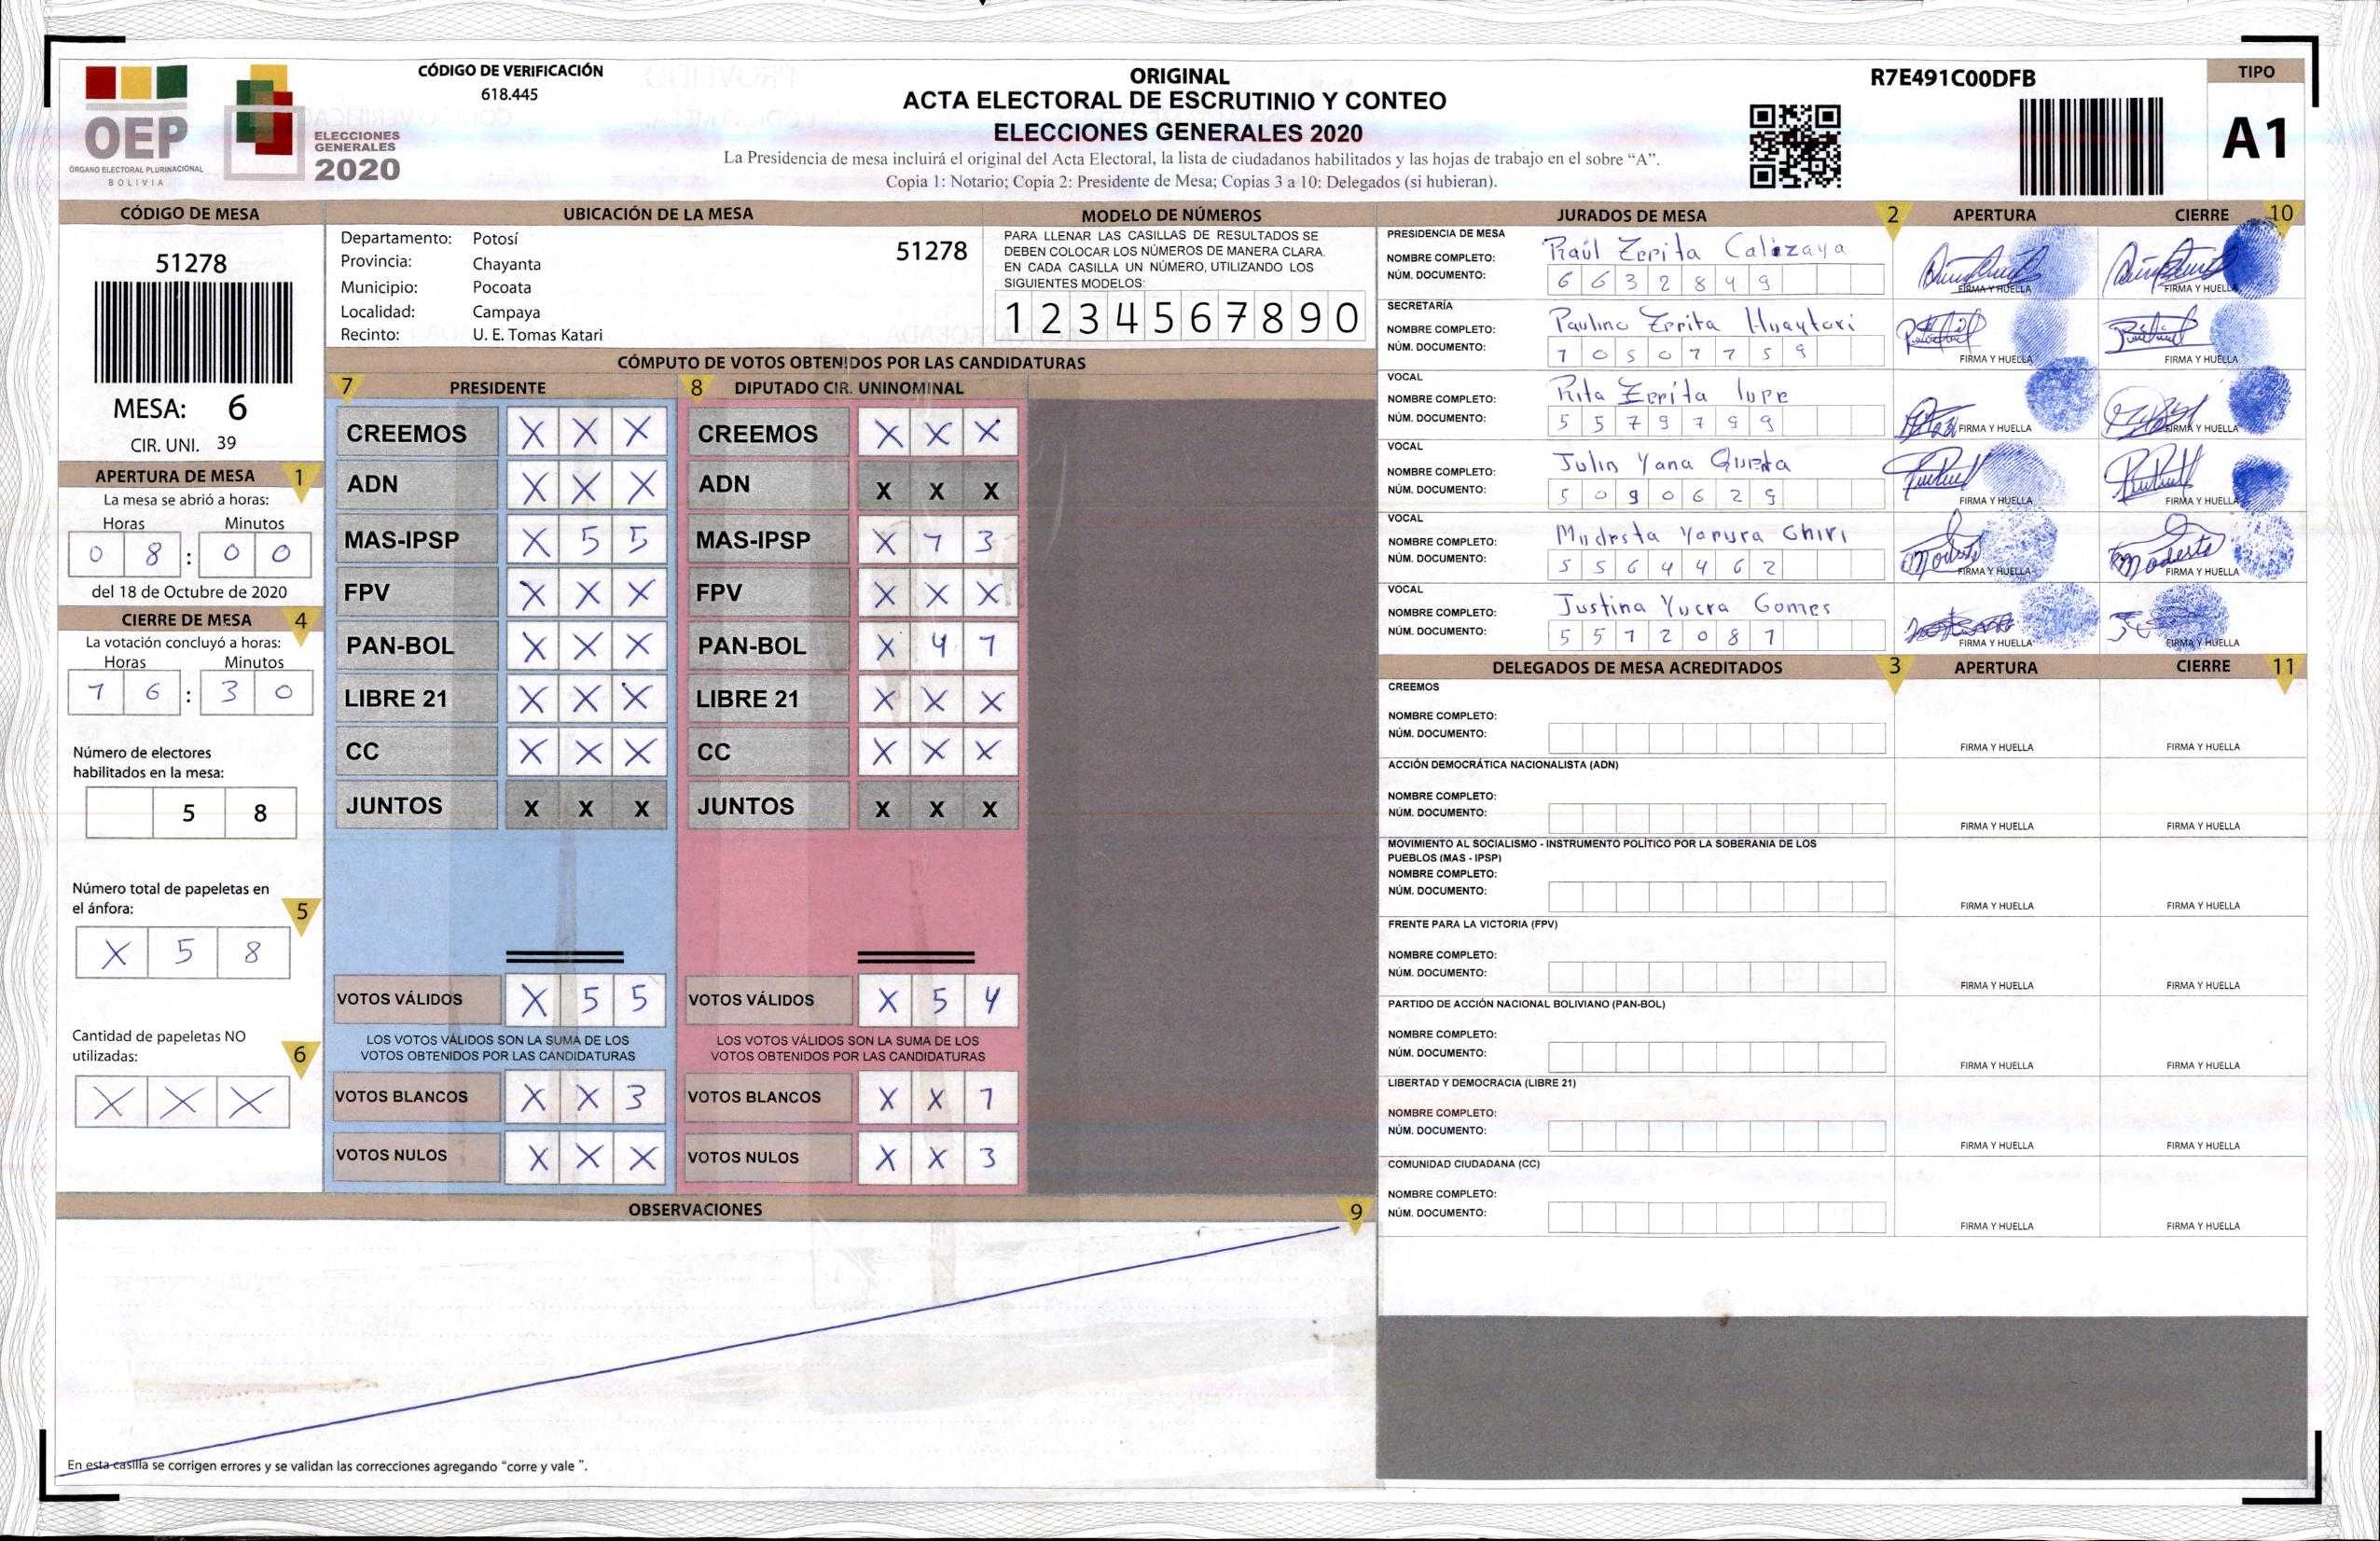 CÓDIGO DE VERIFICACIÓN
618.445
OEP
ÓRGANO ELECTORAL PLURINACIONAL
BOLIVIA
ELECCIONES
GENERALES
2020
ORIGINAL
ACTA ELECTORAL DE ESCRUTINIO Y CONTEO
ELECCIONES GENERALES 2020
La Presidencia de mesa incluirá el original del Acta Electoral, la lista de ciudadanos habilitados y las hojas de trabajo en el sobre “A”.
Copia 1: Notario; Copia 2: Presidente de Mesa; Copias 3 a 10: Delegados (si hubieran).
R7E491C00DFB
TIPO
A1
CÓDIGO DE MESA
51278
MESA: 6
CIR. UNI. 39
APERTURA DE MESA 1
La mesa se abrió a horas:
Horas Minutos
0 8 : 0 0
del 18 de Octubre de 2020
CIERRE DE MESA 4
La votación concluyó a horas:
Horas Minutos
1 6 : 3 0
Número de electores
habilitados en la mesa:
5 8
Número total de papeletas en
el ánfora: 5
X 5 8
Cantidad de papeletas NO
utilizadas: 6
X X X
UBICACIÓN DE LA MESA
Departamento: Potosí 51278
Provincia: Chayanta
Municipio: Pocoata
Localidad: Campaya
Recinto: U. E. Tomas Katari
MODELO DE NÚMEROS
PARA LLENAR LAS CASILLAS DE RESULTADOS SE
DEBEN COLOCAR LOS NÚMEROS DE MANERA CLARA.
EN CADA CASILLA UN NÚMERO, UTILIZANDO LOS
SIGUIENTES MODELOS:
1 2 3 4 5 6 7 8 9 0
CÓMPUTO DE VOTOS OBTENIDOS POR LAS CANDIDATURAS
7 PRESIDENTE
CREEMOS X X X
ADN X X X
MAS-IPSP X 5 5
FPV X X X
PAN-BOL X X X
LIBRE 21 X X X
CC X X X
JUNTOS X X X
VOTOS VÁLIDOS X 5 5
LOS VOTOS VÁLIDOS SON LA SUMA DE LOS
VOTOS OBTENIDOS POR LAS CANDIDATURAS
VOTOS BLANCOS X X 3
VOTOS NULOS X X X
8 DIPUTADO CIR. UNINOMINAL
CREEMOS X X X
ADN X X X
MAS-IPSP X 1 3
FPV X X X
PAN-BOL X 4 1
LIBRE 21 X X X
CC X X X
JUNTOS X X X
VOTOS VÁLIDOS X 5 4
LOS VOTOS VÁLIDOS SON LA SUMA DE LOS
VOTOS OBTENIDOS POR LAS CANDIDATURAS
VOTOS BLANCOS X X 1
VOTOS NULOS X X 3
OBSERVACIONES 9
En esta casilla se corrigen errores y se validan las correcciones agregando “corre y vale ”.
JURADOS DE MESA 2 APERTURA CIERRE 10
PRESIDENCIA DE MESA
NOMBRE COMPLETO: Raúl Zerita Calizaya
NÚM. DOCUMENTO: 6 6 3 2 8 4 9
FIRMA Y HUELLA FIRMA Y HUELLA
SECRETARÍA
NOMBRE COMPLETO: Paulino Zerita Huaytari
NÚM. DOCUMENTO: 1 0 5 0 7 7 5 9
FIRMA Y HUELLA FIRMA Y HUELLA
VOCAL
NOMBRE COMPLETO: Rita Zerita lupe
NÚM. DOCUMENTO: 5 5 7 9 7 9 9
FIRMA Y HUELLA FIRMA Y HUELLA
VOCAL
NOMBRE COMPLETO: Yana
NÚM. DOCUMENTO: 5 0 9 0 6 2 9
FIRMA Y HUELLA FIRMA Y HUELLA
VOCAL
NOMBRE COMPLETO: Modesta Yapura Chiri
NÚM. DOCUMENTO: 5 5 6 4 4 6 2
Modesta
FIRMA Y HUELLA FIRMA Y HUELLA
VOCAL
NOMBRE COMPLETO: Justina Yucra Gomes
NÚM. DOCUMENTO: 5 5 1 2 0 8 1
FIRMA Y HUELLA FIRMA Y HUELLA
DELEGADOS DE MESA ACREDITADOS 3 APERTURA CIERRE 11
CREEMOS
NOMBRE COMPLETO:
NÚM. DOCUMENTO:
FIRMA Y HUELLA FIRMA Y HUELLA
ACCIÓN DEMOCRÁTICA NACIONALISTA (ADN)
NOMBRE COMPLETO:
NÚM. DOCUMENTO:
FIRMA Y HUELLA FIRMA Y HUELLA
MOVIMIENTO AL SOCIALISMO - INSTRUMENTO POLÍTICO POR LA SOBERANIA DE LOS
PUEBLOS (MAS - IPSP)
NOMBRE COMPLETO:
NÚM. DOCUMENTO:
FIRMA Y HUELLA FIRMA Y HUELLA
FRENTE PARA LA VICTORIA (FPV)
NOMBRE COMPLETO:
NÚM. DOCUMENTO:
FIRMA Y HUELLA FIRMA Y HUELLA
PARTIDO DE ACCIÓN NACIONAL BOLIVIANO (PAN-BOL)
NOMBRE COMPLETO:
NÚM. DOCUMENTO:
FIRMA Y HUELLA FIRMA Y HUELLA
LIBERTAD Y DEMOCRACIA (LIBRE 21)
NOMBRE COMPLETO:
NÚM. DOCUMENTO:
FIRMA Y HUELLA FIRMA Y HUELLA
COMUNIDAD CIUDADANA (CC)
NOMBRE COMPLETO:
NÚM. DOCUMENTO:
FIRMA Y HUELLA FIRMA Y HUELLA